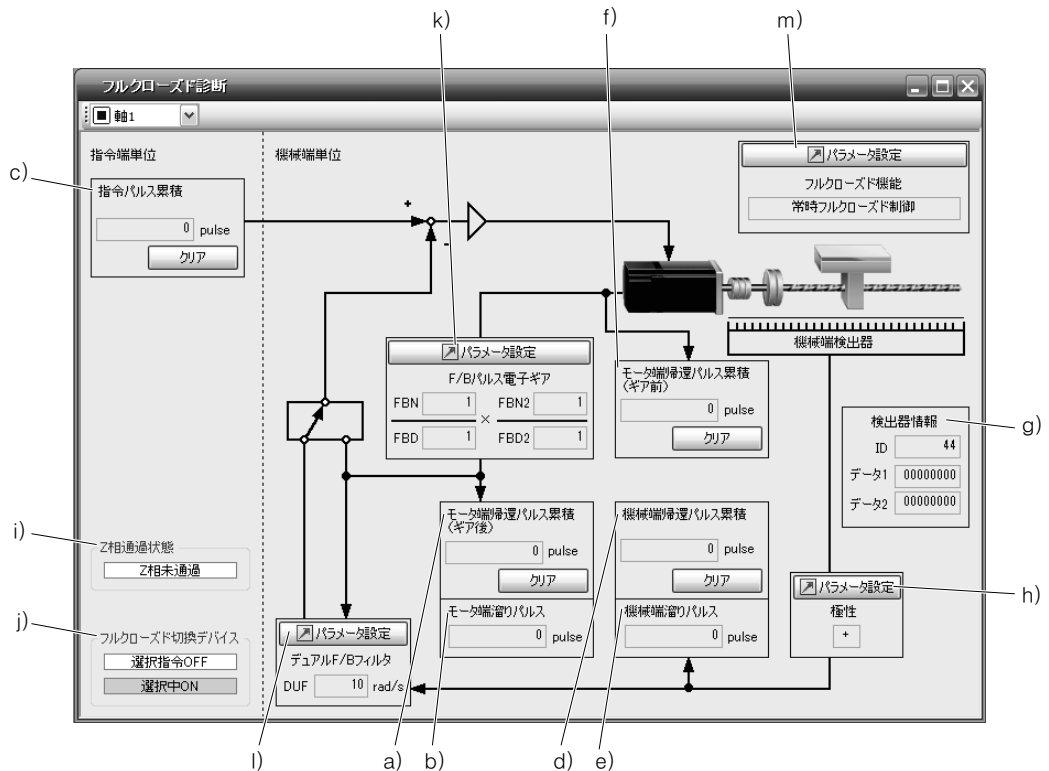 k)
f)
m)
フルクローズド診断
軸1
指令端単位
機械端単位
パラメータ設定
フルクローズド機能
常時フルクローズド制御
c)
指令パルス累積
0 pulse
クリア
+
-
機械端検出器
パラメータ設定
F/Bパルス電子ギア
FBN 1 FBN2 1
×
FBD 1 FBD2 1
モータ端帰還パルス累積
(ギア前)
0 pulse
クリア
検出器情報
ID 44
データ1 00000000
データ2 00000000
g)
i)
Z相通過状態
Z相未通過
モータ端帰還パルス累積
(ギア後)
0 pulse
クリア
モータ端溜りパルス
0 pulse
機械端帰還パルス累積
0 pulse
クリア
機械端溜りパルス
0 pulse
パラメータ設定
極性
+
h)
j)
フルクローズド切換デバイス
選択指令OFF
選択中ON
パラメータ設定
デュアルF/Bフィルタ
DUF 10 rad/s
l)
a)
b)
d)
e)